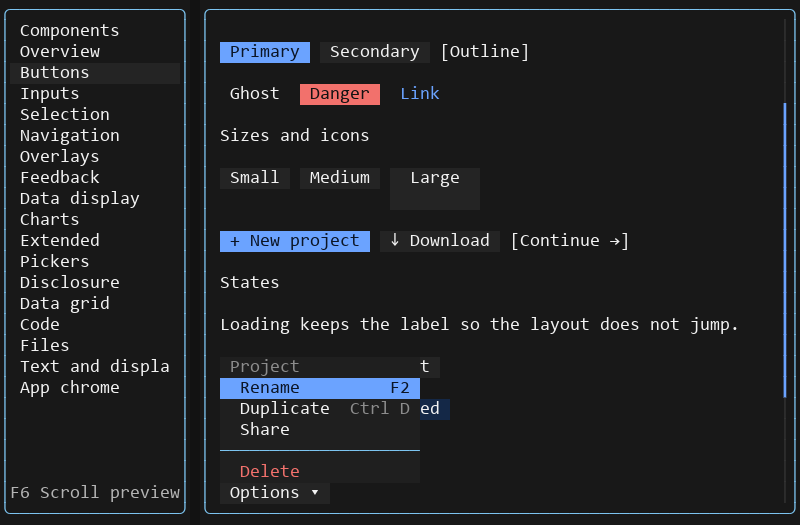 Components
Overview
Buttons
Inputs
Selection
Navigation
Overlays
Feedback
Data display
Charts
Extended
Pickers
Disclosure
Data grid
Code
Files
Text and displa
App chrome
F6 Scroll preview
Primary Secondary [Outline]
Ghost Danger Link
Sizes and icons
Small Medium Large
+ New project ↓ Download [Continue →]
States
Loading keeps the label so the layout does not jump.
Project t
Rename F2
Duplicate Ctrl D ed
Share
Delete
Options ▾